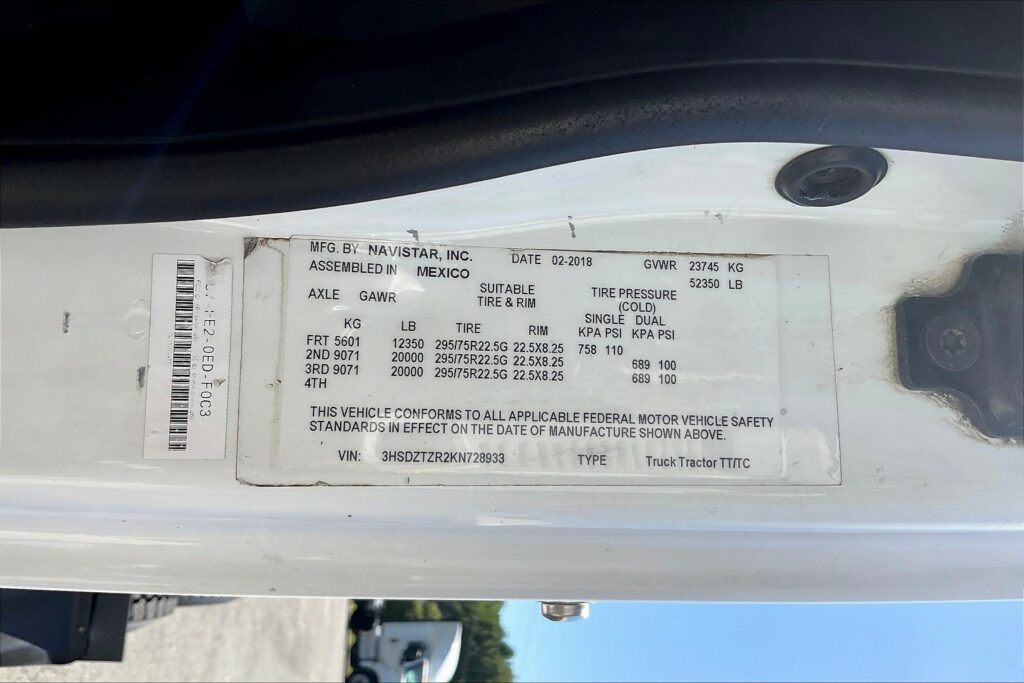 MFG. BY NAVISTAR, INC. DATE 02-2018 GVWR 23745 KG
ASSEMBLED IN MEXICO 52350 LB
AXLE GAWR SUITABLE TIRE & RIM TIRE PRESSURE (COLD)
SINGLE DUAL
KG LB TIRE RIM KPA PSI KPA PSI
FRT 5601 12350 295/75R22.5G 22.5X8.25 758 110
2ND 9071 20000 295/75R22.5G 22.5X8.25 689 100
3RD 9071 20000 295/75R22.5G 22.5X8.25 689 100
4TH
THIS VEHICLE CONFORMS TO ALL APPLICABLE FEDERAL MOTOR VEHICLE SAFETY
STANDARDS IN EFFECT ON THE DATE OF MANUFACTURE SHOWN ABOVE.
VIN: 3HSDZTZR2KN728933 TYPE Truck Tractor TT/TC
E2-0ED-F0C3